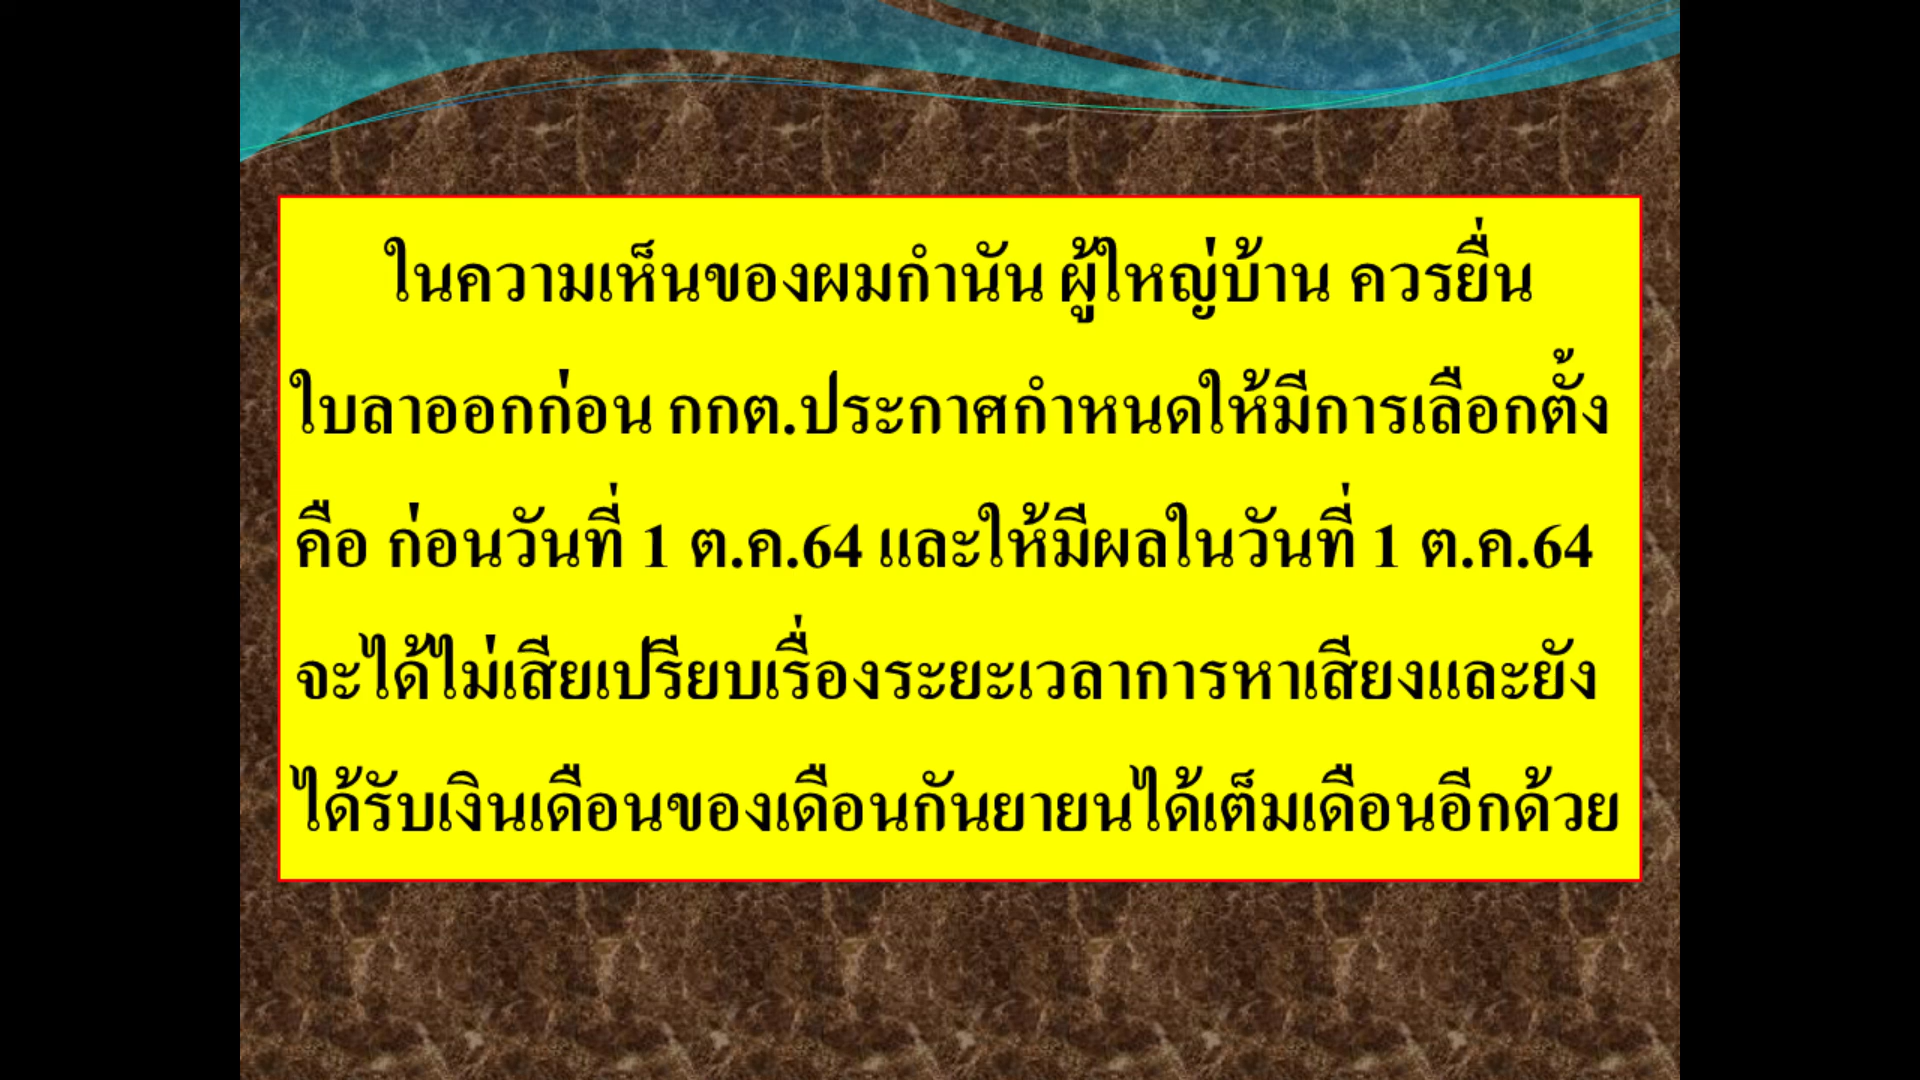 ในความเห็นของผมกำนัน ผู้ใหญ่บ้าน ควรยื่น
ใบลาออกก่อน กกต.ประกาศกำหนดให้มีการเลือกตั้ง
คือ ก่อนวันที่ 1 ต.ค.64 และให้มีผลในวันที่ 1 ต.ค.64
จะได้ไม่เสียเปรียบเรื่องระยะเวลาการหาเสียงและยัง
ได้รับเงินเดือนของเดือนกันยายนได้เต็มเดือนอีกด้วย